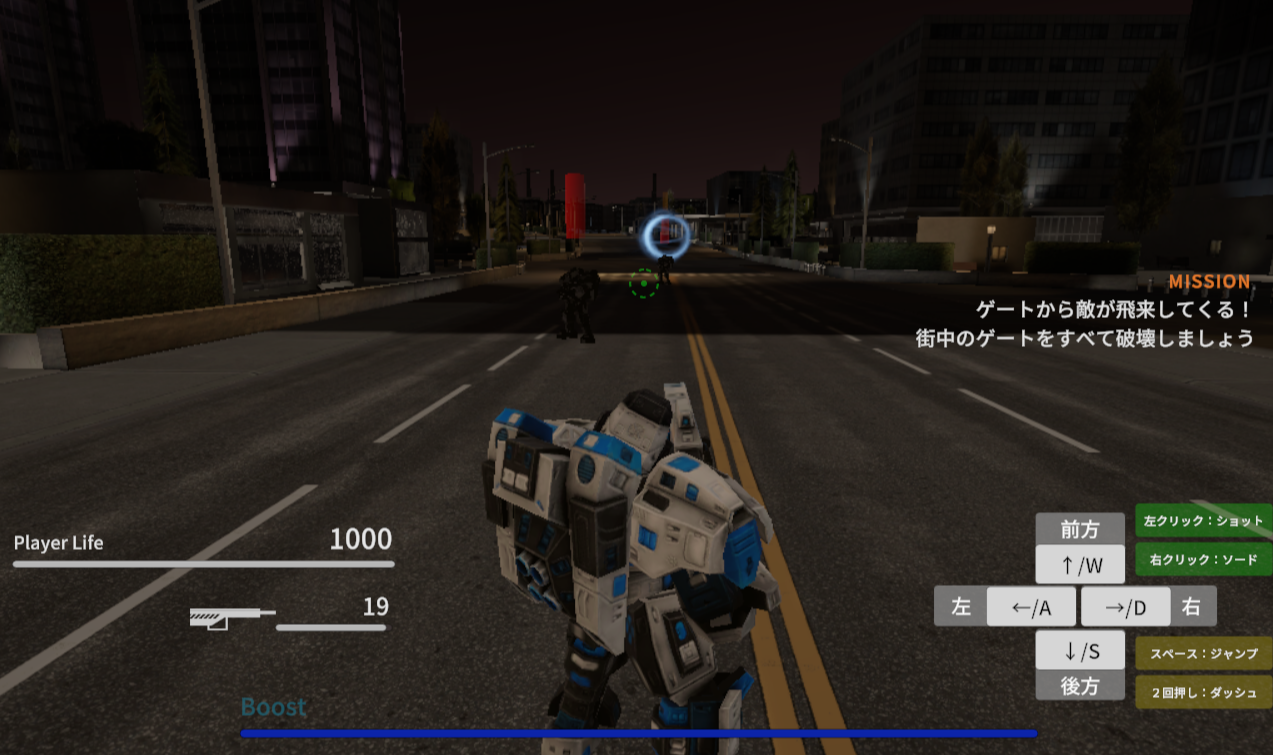 MISSION
ゲートから敵が飛来してくる！
街中のゲートをすべて破壊しましょう
Player Life
1000
19
Boost
前方
↑/W
左
←/A
→/D
右
↓/S
後方
左クリック：ショット
右クリック：ソード
スペース：ジャンプ
２回押し：ダッシュ